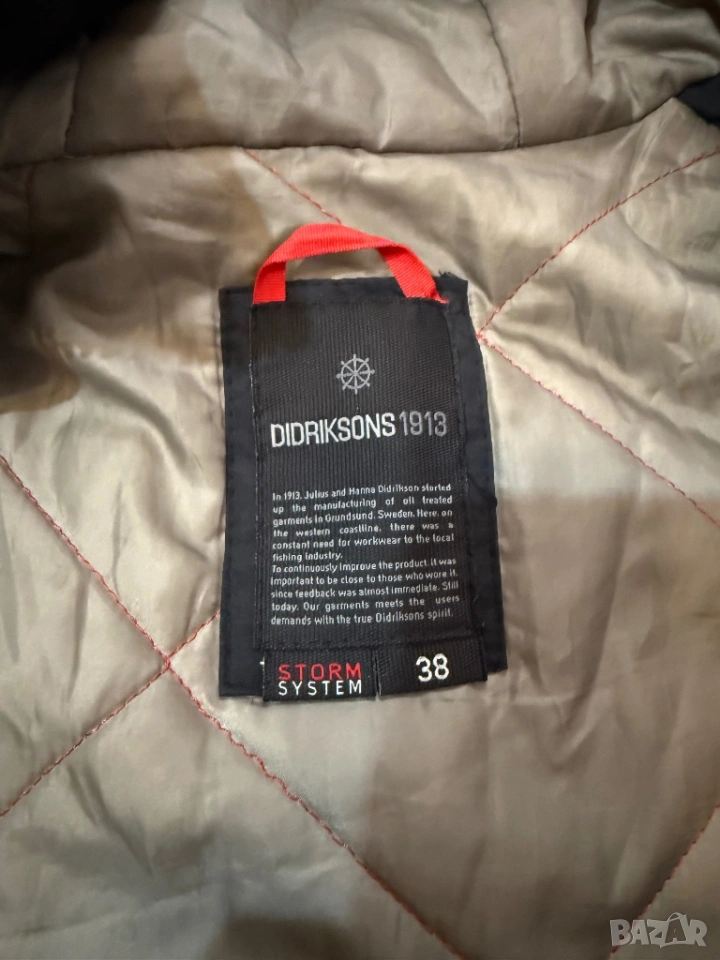 DIDRIKSONS 1913
In 1913, Julius and Hanna Didrikson started
up the manufacturing of oil treated
garments in Grundsund, Sweden. Here, on
the western coastline, there was a
constant need for workwear to the local
fishing industry.
To continuously improve the product, it was
important to be close to those who wore it,
since feedback was almost immediate. Still
today. Our garments meets the users
demands with the true Didriksons spirit.
STORM
SYSTEM
38
BAZAR